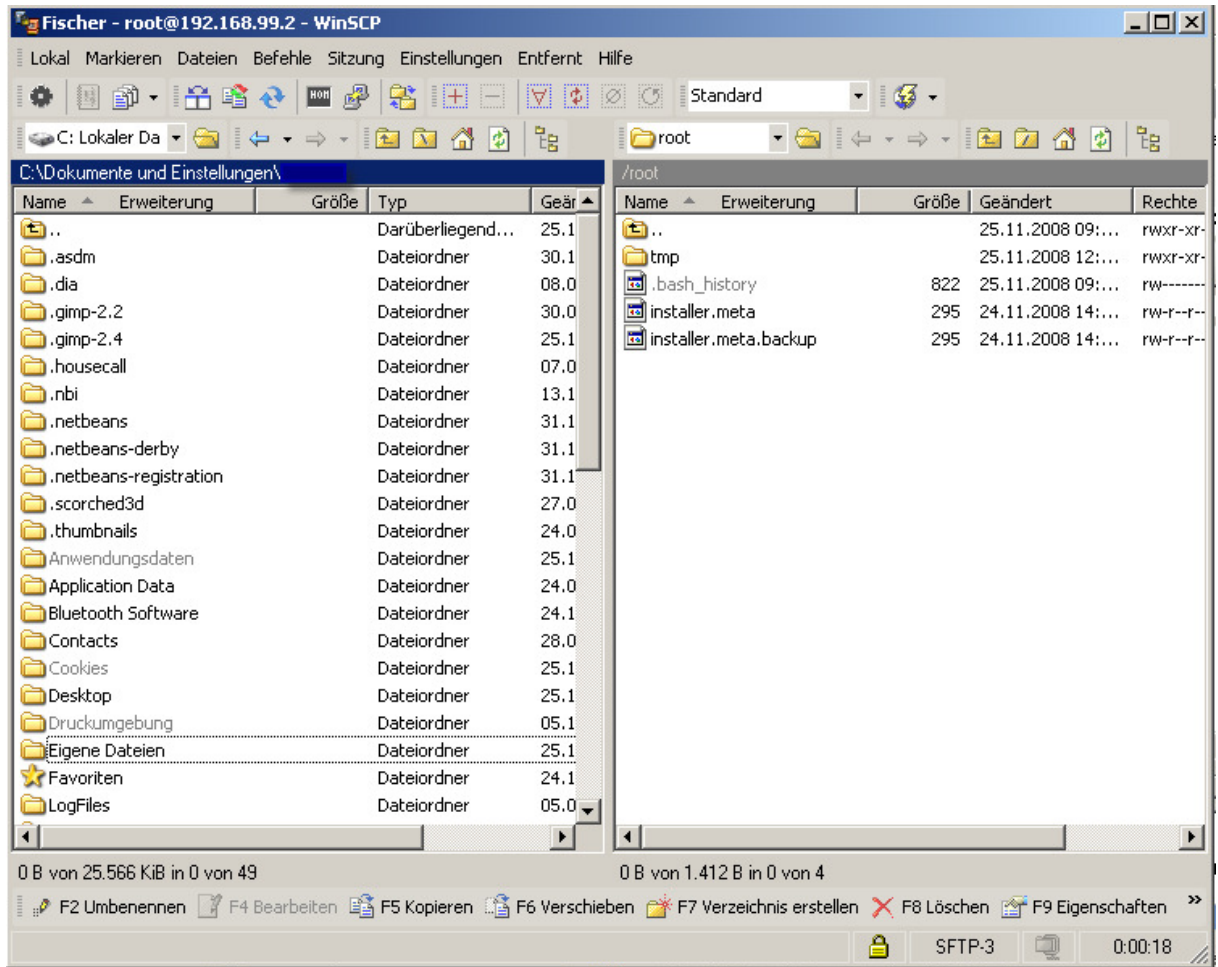 Fischer - root@192.168.99.2 - WinSCP
Lokal Markieren Dateien Befehle Sitzung Einstellungen Entfernt Hilfe
Standard
C: Lokaler Da root
C:\Dokumente und Einstellungen\ /root
Name Erweiterung Größe Typ Geär Name Erweiterung Größe Geändert Rechte
.. Darüberliegend... 25.1 .. 25.11.2008 09:... rwxr-xr-
.asdm Dateiordner 30.1 tmp 25.11.2008 12:... rwxr-xr-
.dia Dateiordner 08.0 .bash_history 822 25.11.2008 09:... rw-------
.gimp-2.2 Dateiordner 30.0 installer.meta 295 24.11.2008 14:... rw-r--r--
.gimp-2.4 Dateiordner 25.1 installer.meta.backup 295 24.11.2008 14:... rw-r--r--
.housecall Dateiordner 07.0
.nbi Dateiordner 13.1
.netbeans Dateiordner 31.1
.netbeans-derby Dateiordner 31.1
.netbeans-registration Dateiordner 31.1
.scorched3d Dateiordner 27.0
.thumbnails Dateiordner 24.0
Anwendungsdaten Dateiordner 25.1
Application Data Dateiordner 24.0
Bluetooth Software Dateiordner 24.1
Contacts Dateiordner 28.0
Cookies Dateiordner 25.1
Desktop Dateiordner 25.1
Druckumgebung Dateiordner 05.1
Eigene Dateien Dateiordner 25.1
Favoriten Dateiordner 24.1
LogFiles Dateiordner 05.0
0 B von 25.566 KiB in 0 von 49 0 B von 1.412 B in 0 von 4
F2 Umbenennen F4 Bearbeiten F5 Kopieren F6 Verschieben F7 Verzeichnis erstellen F8 Löschen F9 Eigenschaften »
SFTP-3 0:00:18